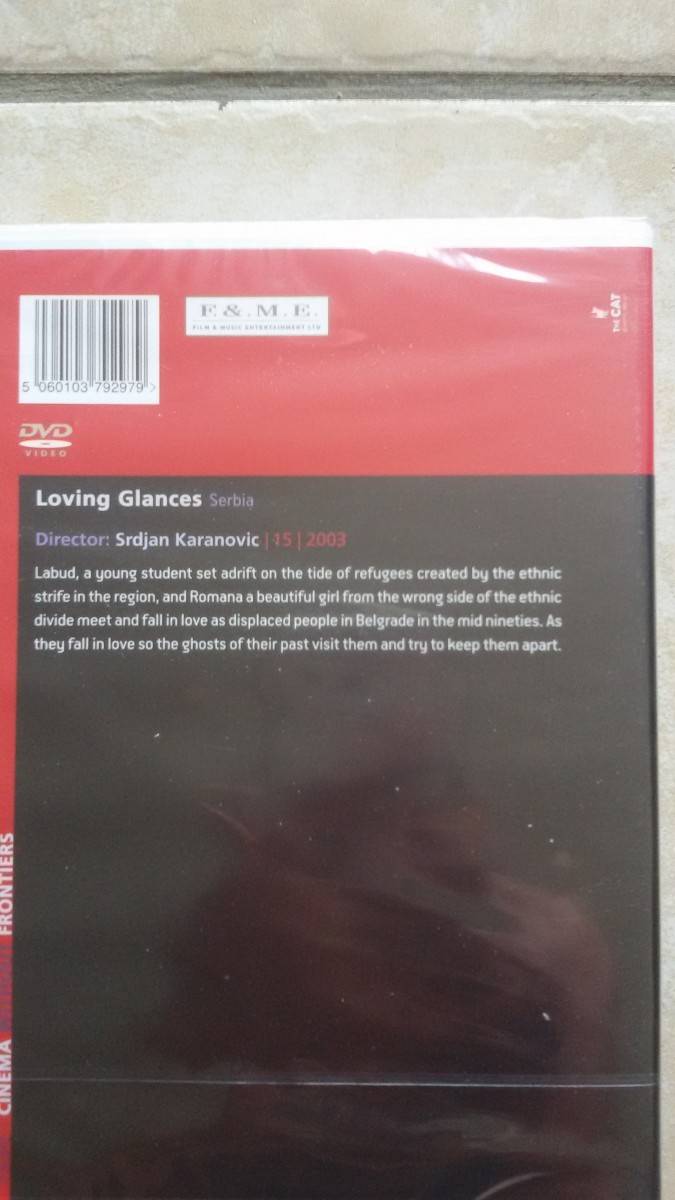 5 060103 792979 >
F.&.M.E.
FILM & MUSIC ENTERTAINMENT LTD
THE CAT
DVD
VIDEO
Loving Glances Serbia
Director: Srdjan Karanovic | 15 | 2003
Labud, a young student set adrift on the tide of refugees created by the ethnic
strife in the region, and Romana a beautiful girl from the wrong side of the ethnic
divide meet and fall in love as displaced people in Belgrade in the mid nineties. As
they fall in love so the ghosts of their past visit them and try to keep them apart.
CINEMA FRONTIERS